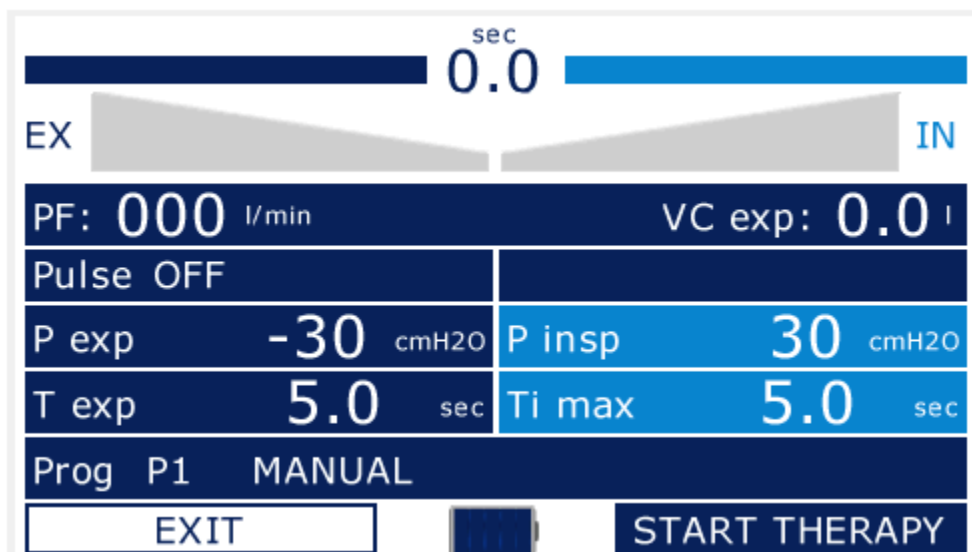 sec
0.0
EX IN
PF: 000 l/min VC exp: 0.0 l
Pulse OFF
P exp -30 cmH2O P insp 30 cmH2O
T exp 5.0 sec Ti max 5.0 sec
Prog P1 MANUAL
EXIT START THERAPY